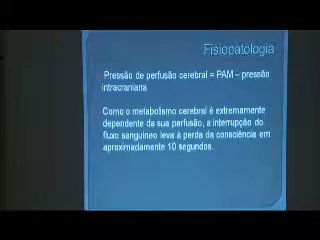 Fisiopatologia
Pressão de perfusão cerebral = PAM – pressão
intracraniana
Como o metabolismo cerebral é extremamente
dependente da sua perfusão, a interrupção do
fluxo sanguíneo leva à perda da consciência em
aproximadamente 10 segundos.